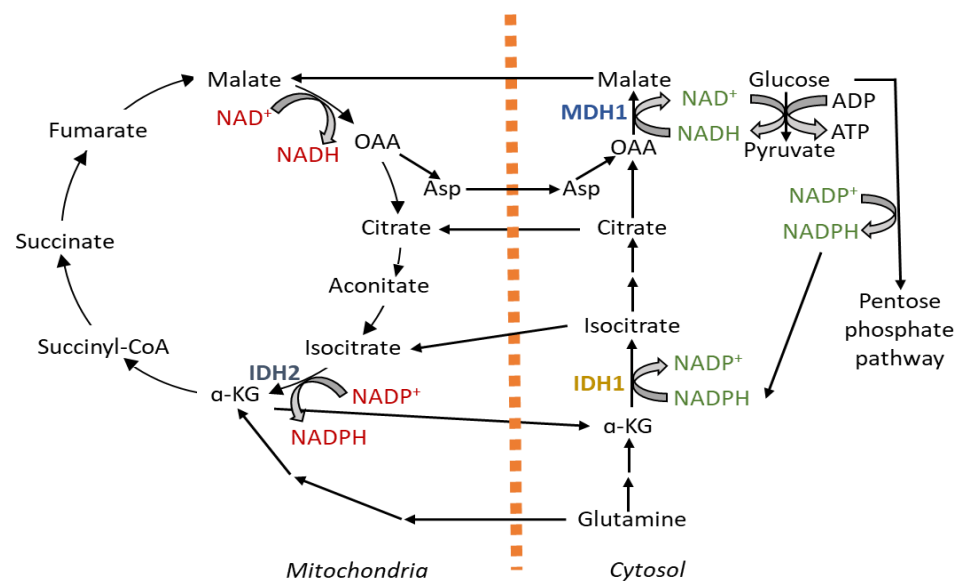 Malate
Malate
Glucose
NAD⁺
MDH1
NAD⁺
ADP
Fumarate
NADH
OAA
NADH
ATP
OAA
Pyruvate
Asp
Asp
NADP⁺
Citrate
Citrate
NADPH
Succinate
Aconitate
Pentose
phosphate
pathway
Isocitrate
Succinyl-CoA
Isocitrate
IDH2
NADP⁺
α-KG
NADP⁺
IDH1
NADPH
NADPH
α-KG
Glutamine
Mitochondria
Cytosol